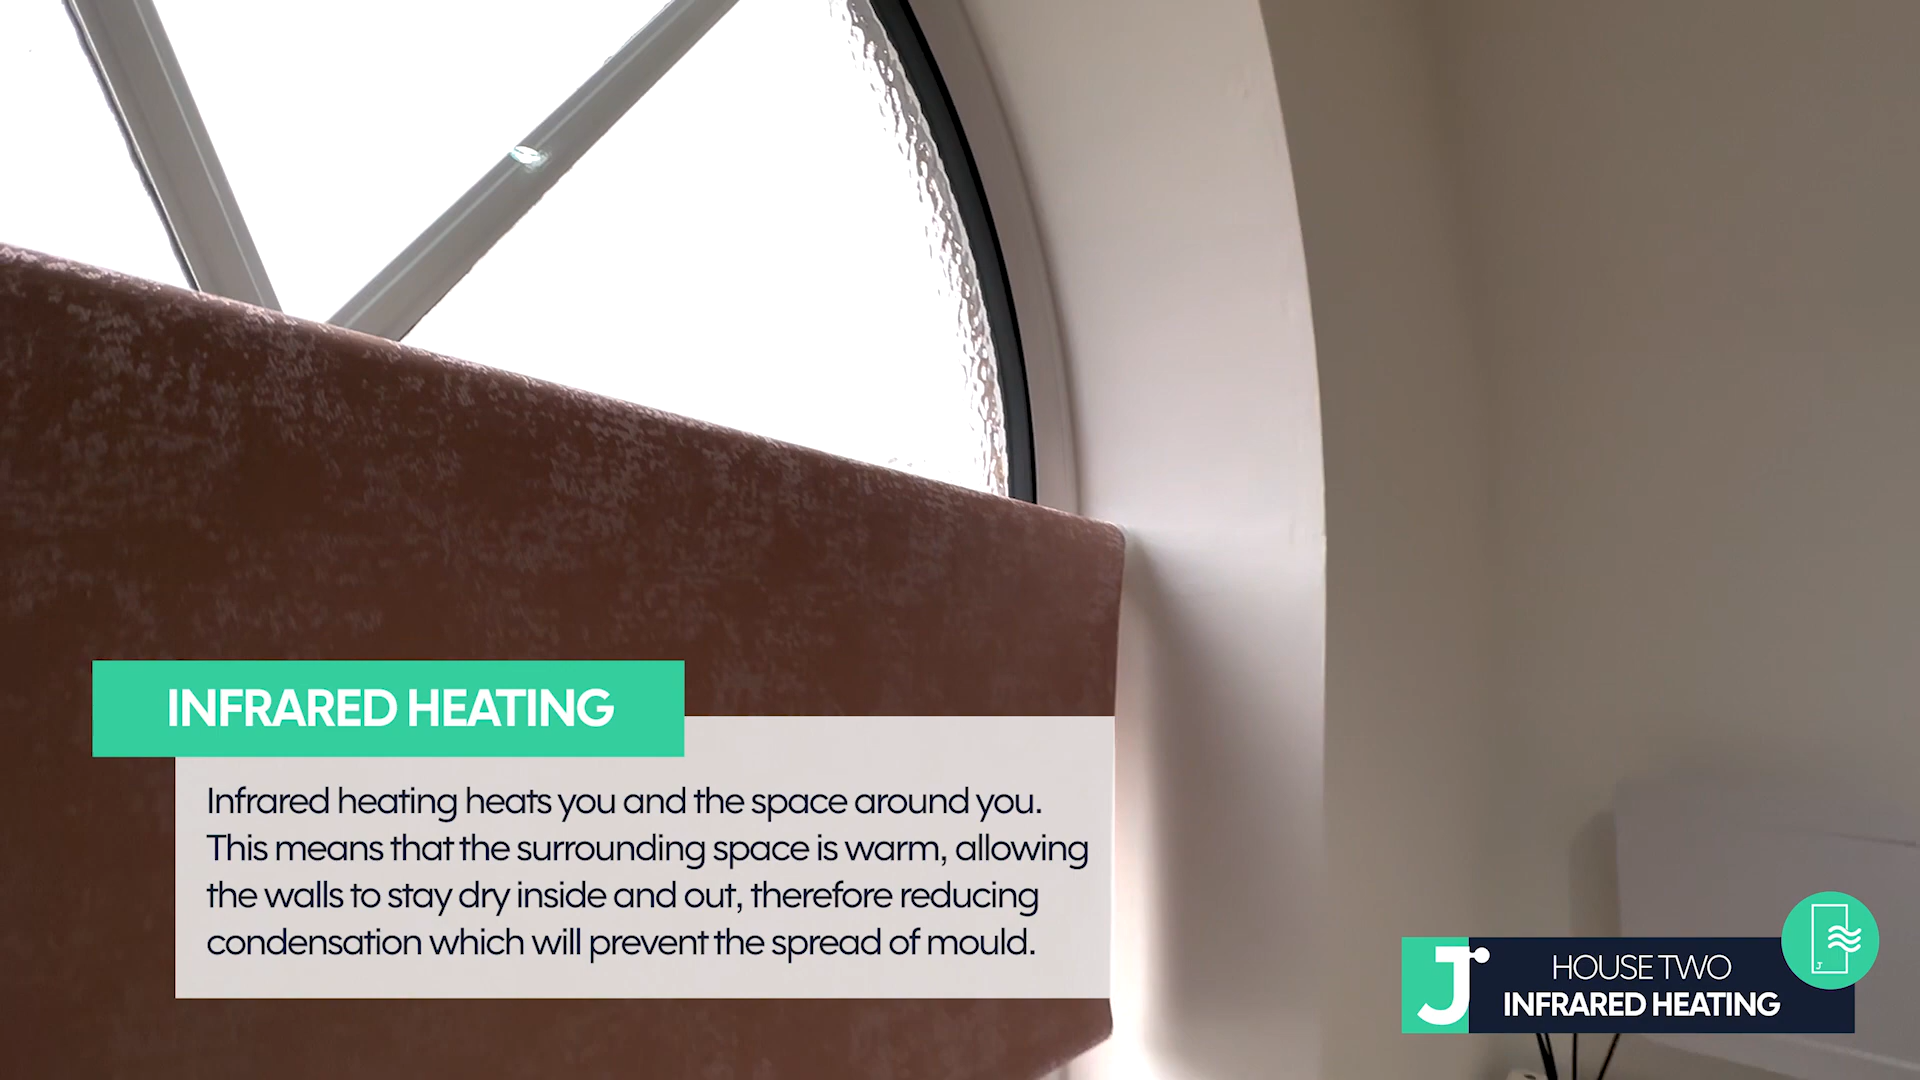 INFRARED HEATING
Infrared heating heats you and the space around you.
This means that the surrounding space is warm, allowing
the walls to stay dry inside and out, therefore reducing
condensation which will prevent the spread of mould.
J
HOUSE TWO
INFRARED HEATING
J